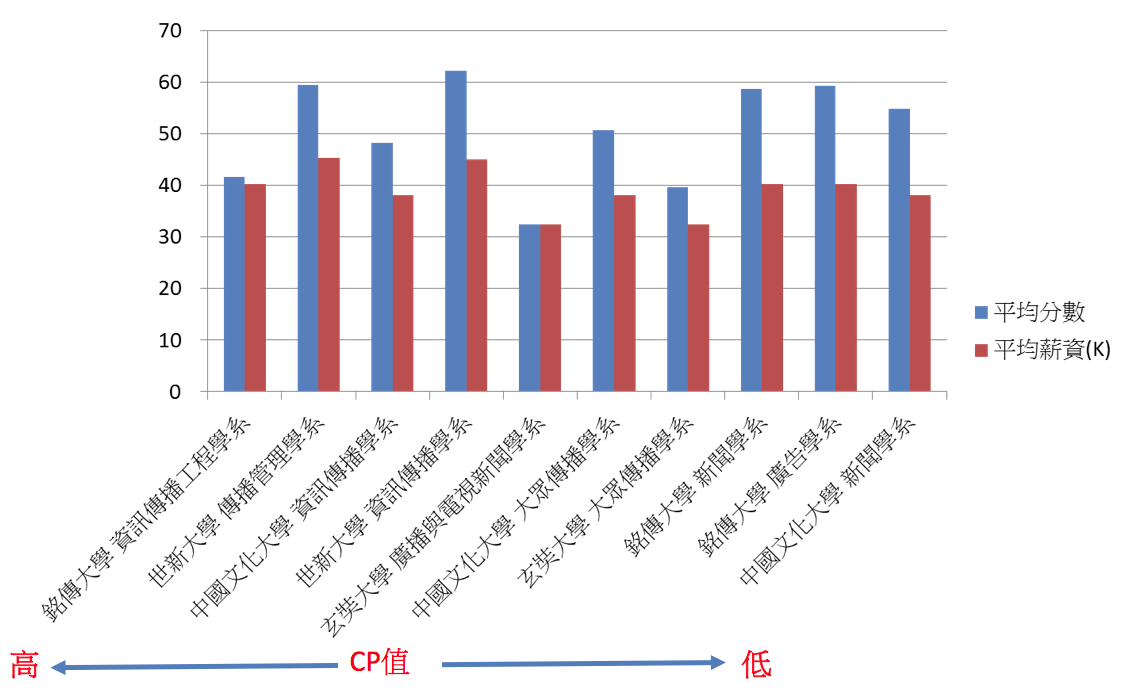 70
60
50
40
30
20
10
0
平均分數
平均薪資(K)
銘傳大學 資訊傳播工程學系
世新大學 傳播管理學系
中國文化大學 資訊傳播學系
世新大學 資訊傳播學系
玄奘大學 廣播與電視新聞學系
中國文化大學 大眾傳播學系
玄奘大學 大眾傳播學系
銘傳大學 新聞學系
銘傳大學 廣告學系
中國文化大學 新聞學系
高 CP值 低